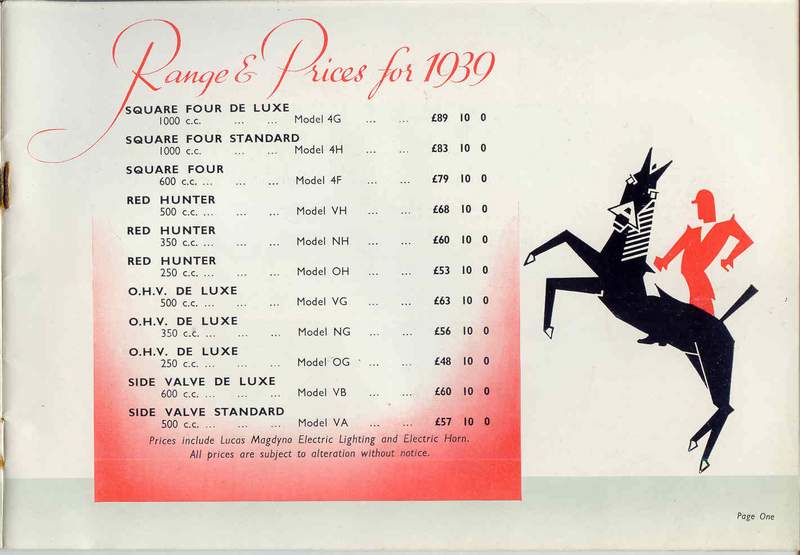 Range & Prices for 1939
SQUARE FOUR DE LUXE
1000 c.c. ... ... Model 4G ... ... £89 10 0
SQUARE FOUR STANDARD
1000 c.c. ... ... Model 4H ... ... £83 10 0
SQUARE FOUR
600 c.c. ... ... ... Model 4F ... ... £79 10 0
RED HUNTER
500 c.c. ... ... ... Model VH ... ... £68 10 0
RED HUNTER
350 c.c. ... ... ... Model NH ... ... £60 10 0
RED HUNTER
250 c.c. ... ... ... Model OH ... ... £53 10 0
O.H.V. DE LUXE
500 c.c. ... ... ... Model VG ... ... £63 10 0
O.H.V. DE LUXE
350 c.c. ... ... ... Model NG ... ... £56 10 0
O.H.V. DE LUXE
250 c.c. ... ... ... Model OG ... ... £48 10 0
SIDE VALVE DE LUXE
600 c.c. ... ... ... Model VB ... ... £60 10 0
SIDE VALVE STANDARD
500 c.c. ... ... ... Model VA ... ... £57 10 0
Prices include Lucas Magdyno Electric Lighting and Electric Horn.
All prices are subject to alteration without notice.
Page One